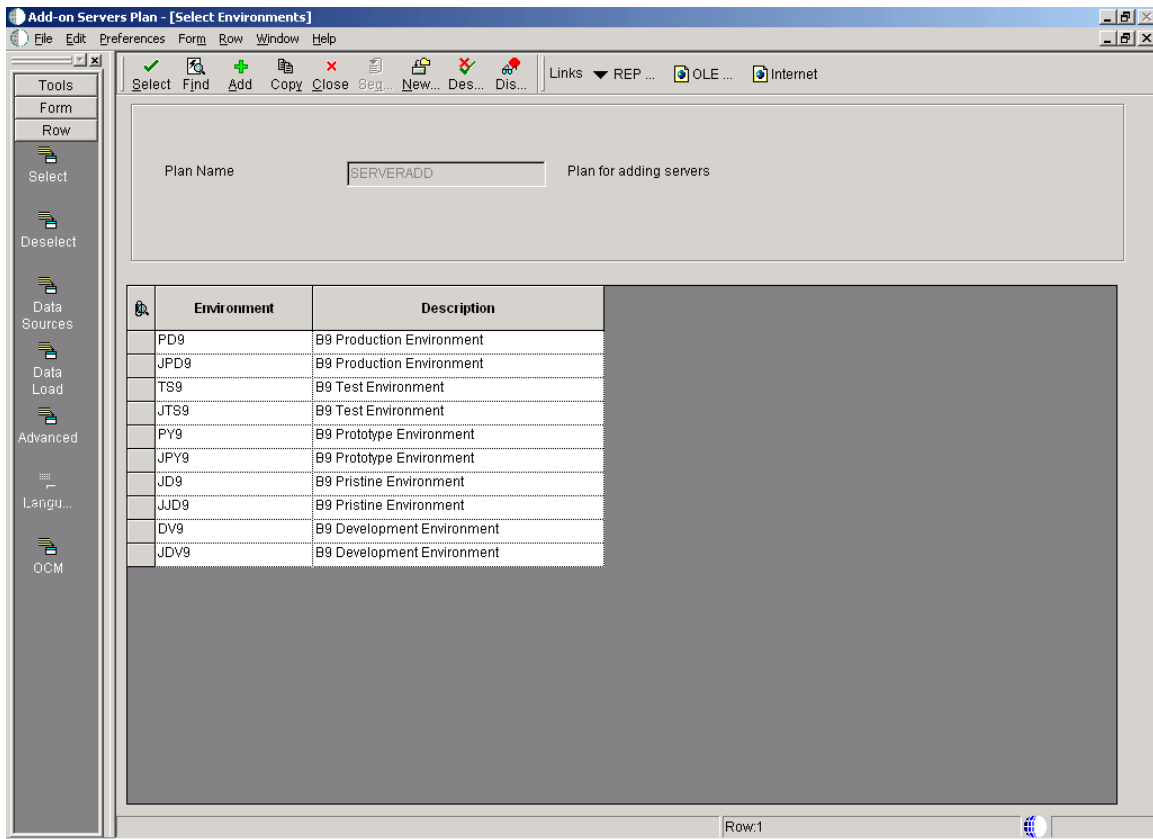 Add-on Servers Plan - [Select Environments]
File Edit Preferences Form Row Window Help
Select Find Add Copy Close Seq... New... Des... Dis... Links REP ... OLE ... Internet
Tools
Form
Row
Select
Deselect
Data
Sources
Data
Load
Advanced
Langu...
OCM
Plan Name SERVERADD Plan for adding servers
Environment Description
PD9 B9 Production Environment
JPD9 B9 Production Environment
TS9 B9 Test Environment
JTS9 B9 Test Environment
PY9 B9 Prototype Environment
JPY9 B9 Prototype Environment
JD9 B9 Pristine Environment
JJD9 B9 Pristine Environment
DV9 B9 Development Environment
JDV9 B9 Development Environment
Row:1